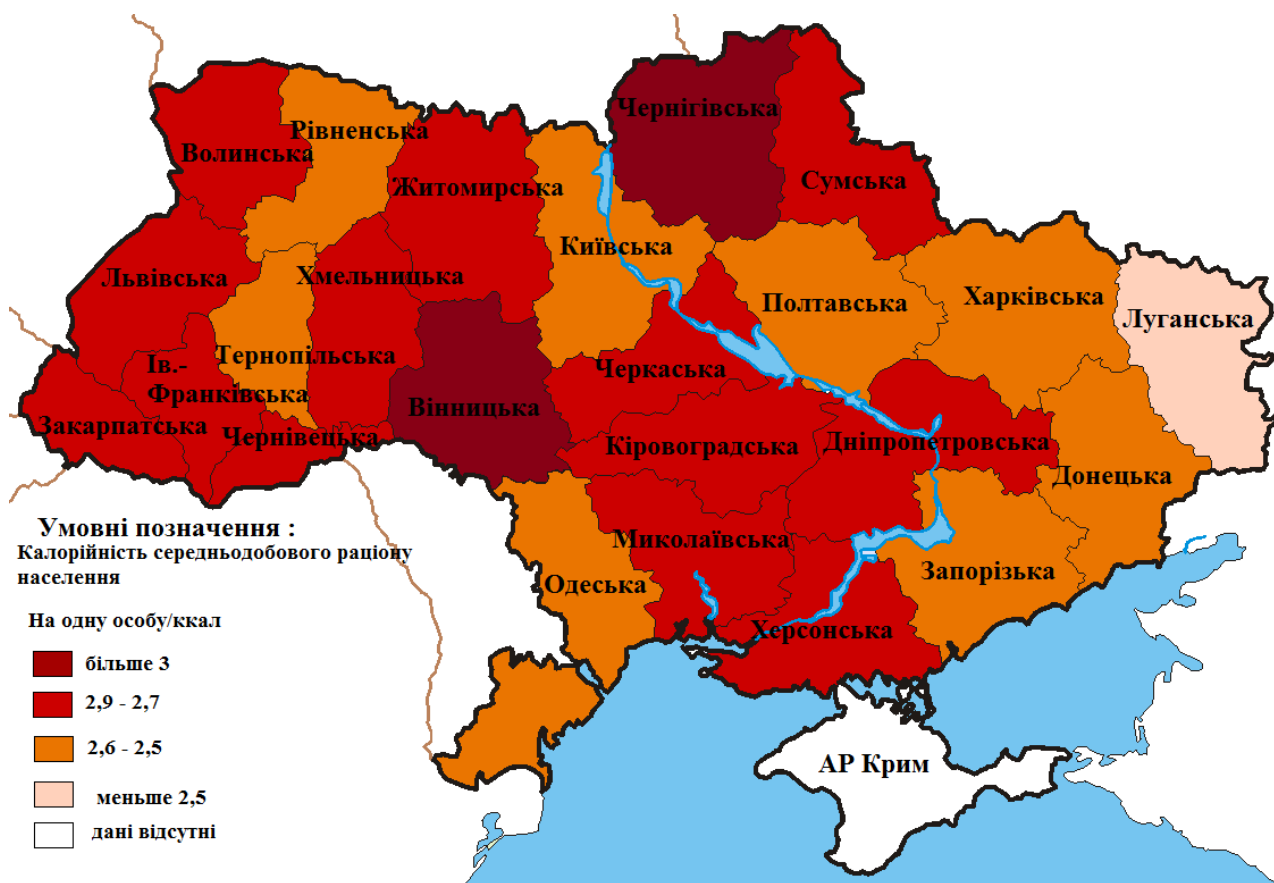 Чернігівська
Рівненська
Волинська
Сумська
Житомирська
Київська
Львівська
Хмельницька
Полтавська
Харківська
Луганська
Тернопільська
Ів.-
Франківська
Черкаська
Вінницька
Закарпатська
Чернівецька
Кіровоградська
Дніпропетровська
Донецька
Миколаївська
Одеська
Запорізька
Херсонська
АР Крим
Умовні позначення :
Калорійність середньодобового раціону
населення
На одну особу/ккал
більше 3
2,9 - 2,7
2,6 - 2,5
меньше 2,5
дані відсутні